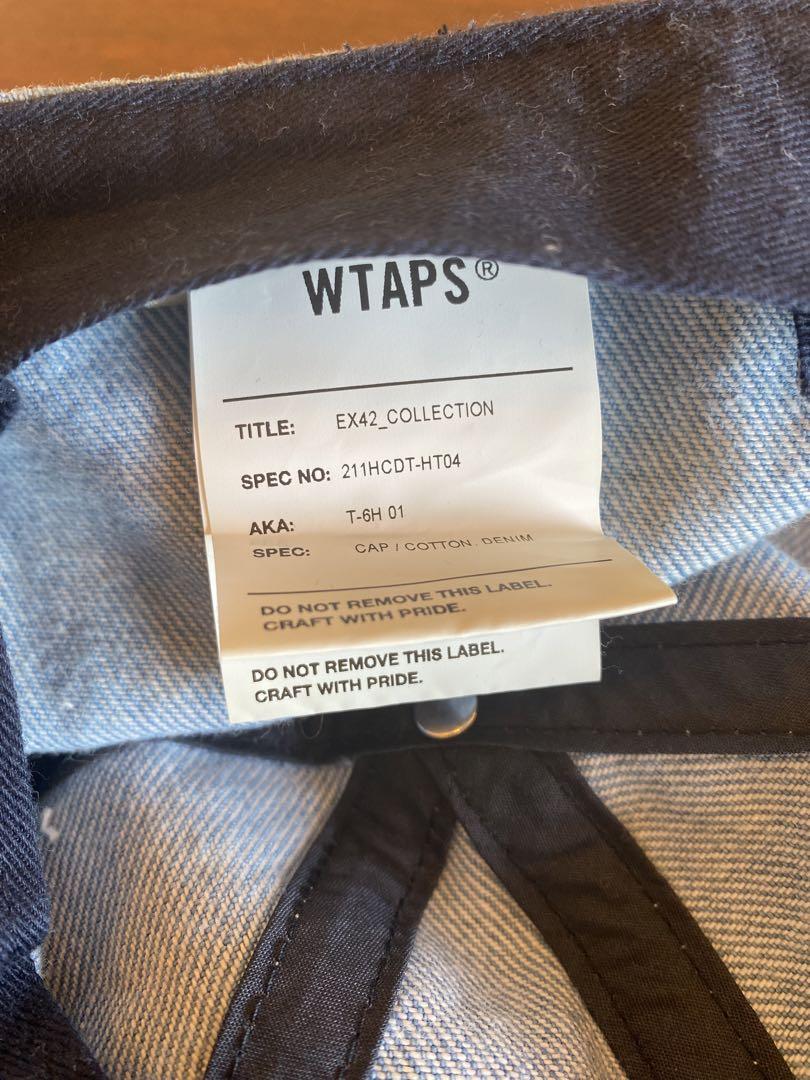 WTAPS®
TITLE: EX42_COLLECTION
SPEC NO: 211HCDT-HT04
AKA: T-6H 01
SPEC: CAP / COTTON. DENIM
DO NOT REMOVE THIS LABEL.
CRAFT WITH PRIDE.
DO NOT REMOVE THIS LABEL.
CRAFT WITH PRIDE.